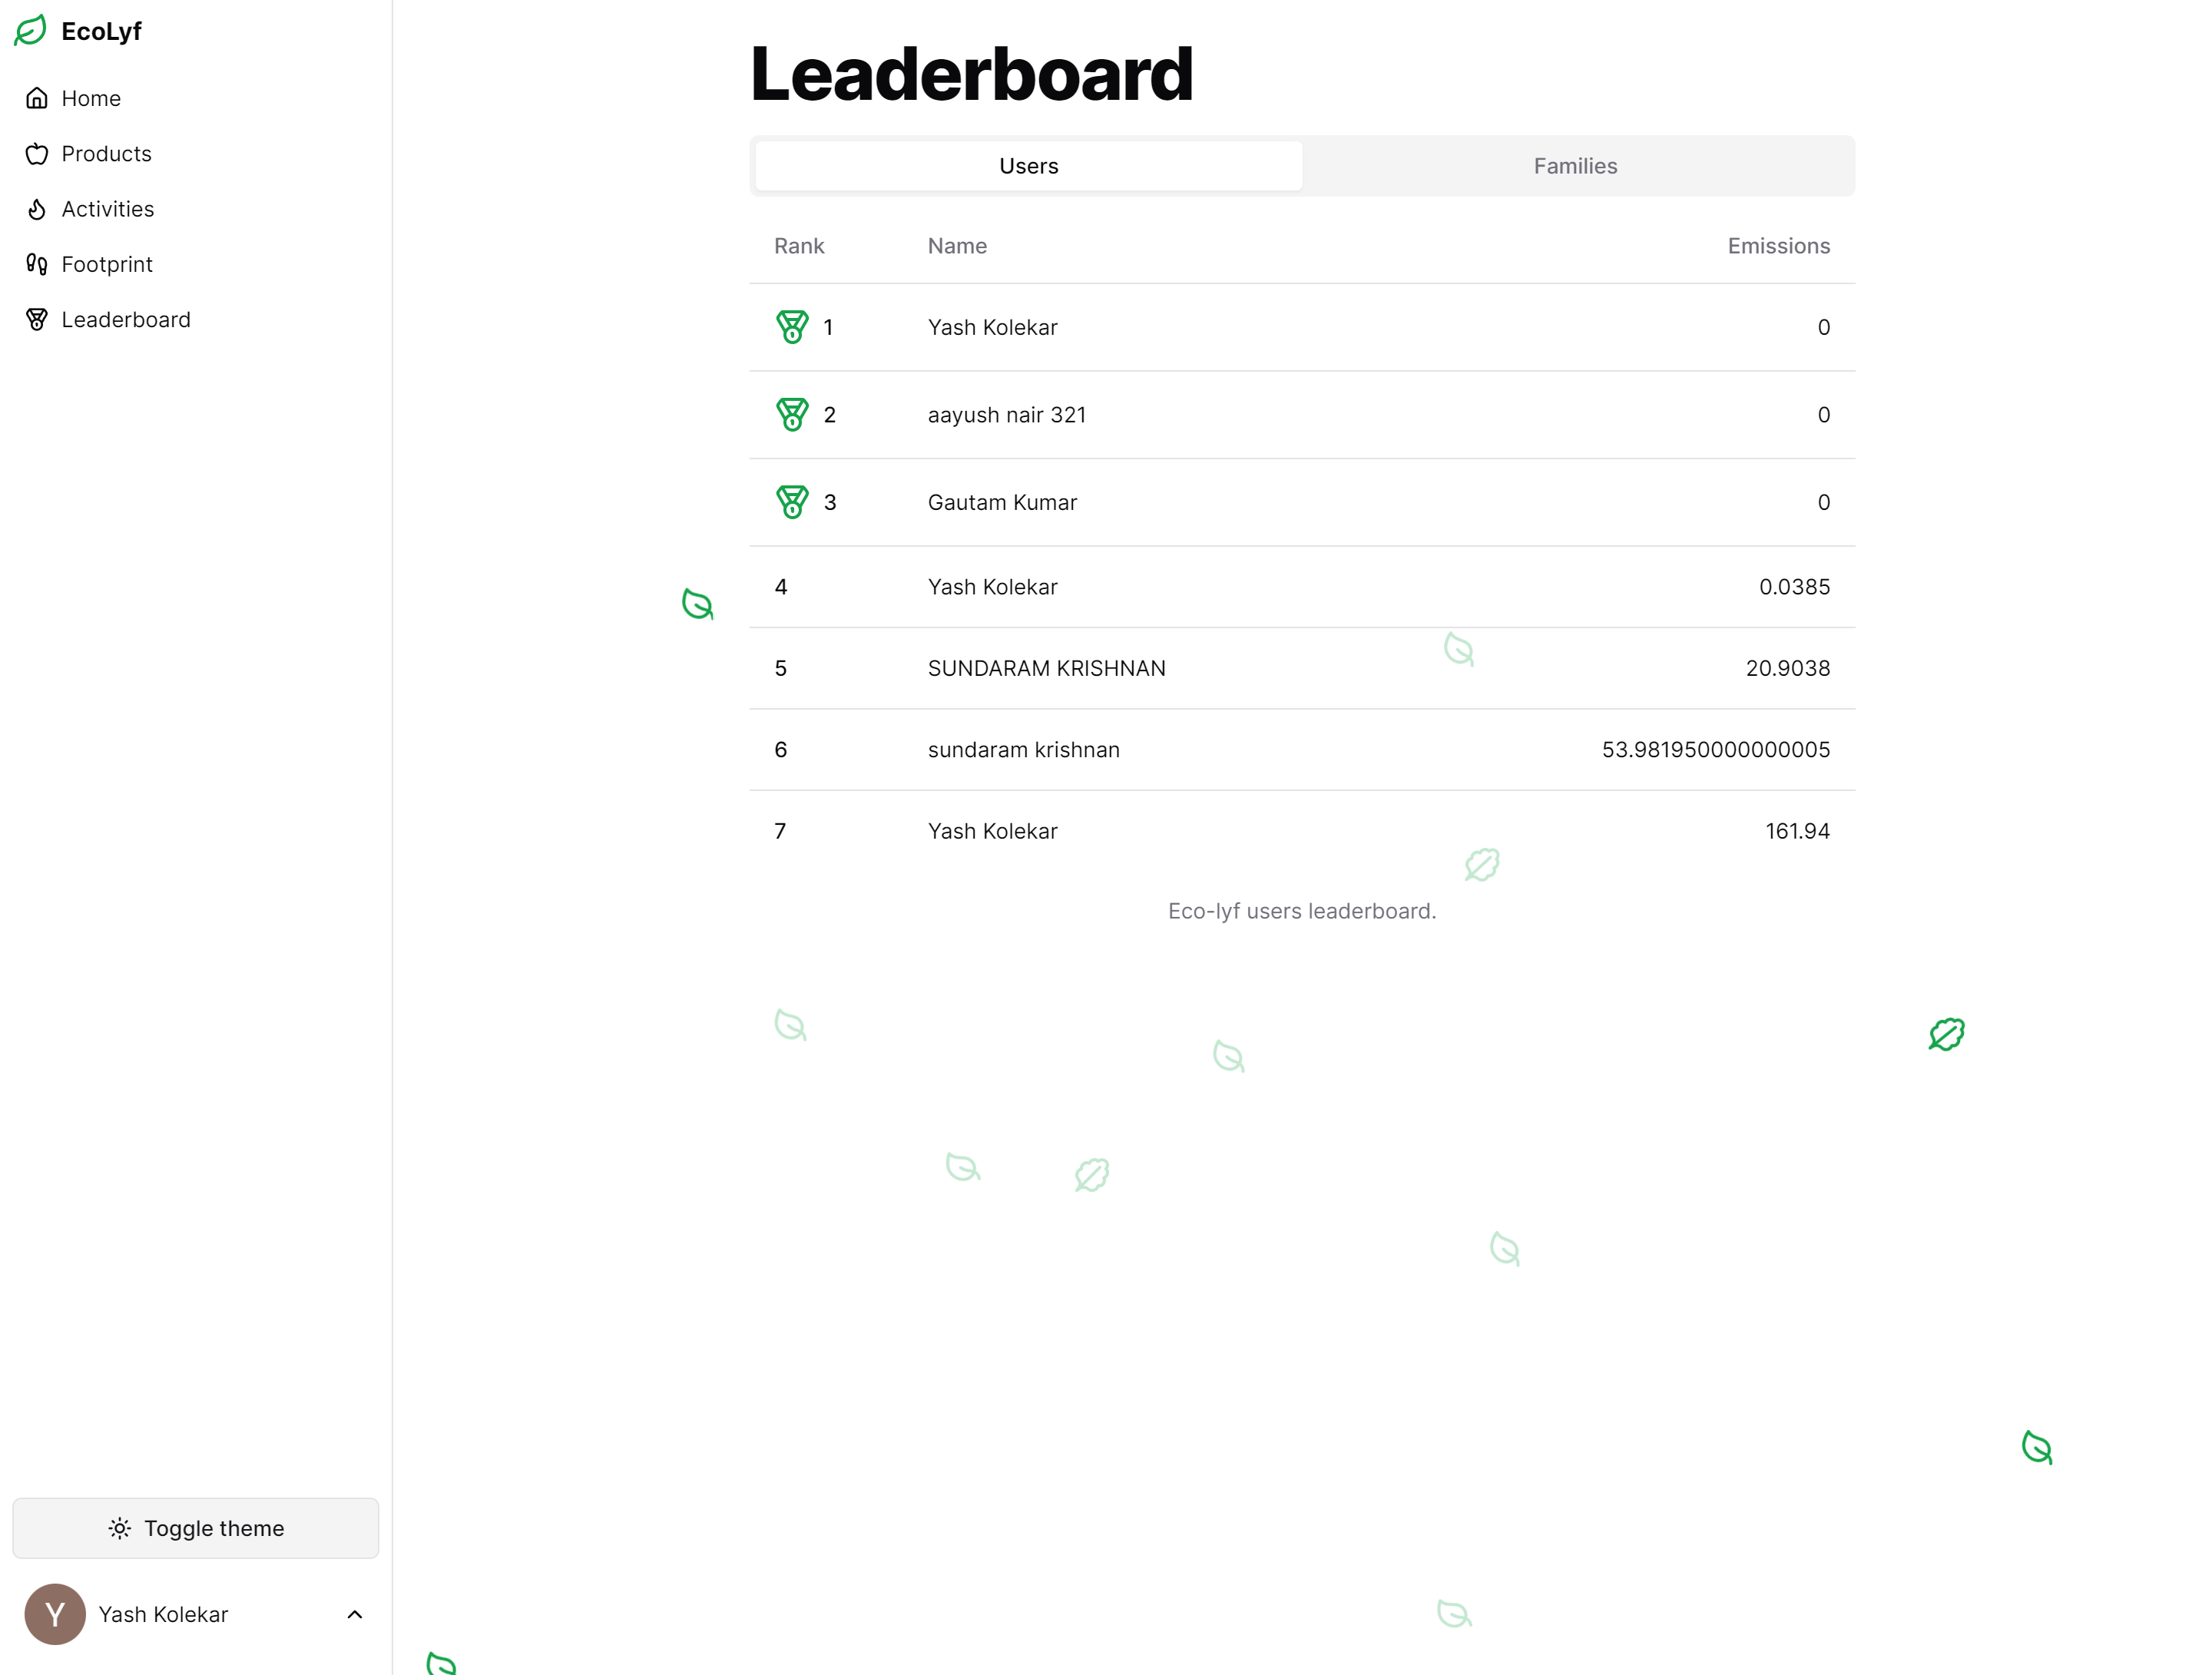 EcoLyf
Home
Products
Activities
Footprint
Leaderboard
Toggle theme
Y
Yash Kolekar
Leaderboard
Users Families
Rank Name Emissions
1 Yash Kolekar 0
2 aayush nair 321 0
3 Gautam Kumar 0
4 Yash Kolekar 0.0385
5 SUNDARAM KRISHNAN 20.9038
6 sundaram krishnan 53.981950000000005
7 Yash Kolekar 161.94
Eco-lyf users leaderboard.